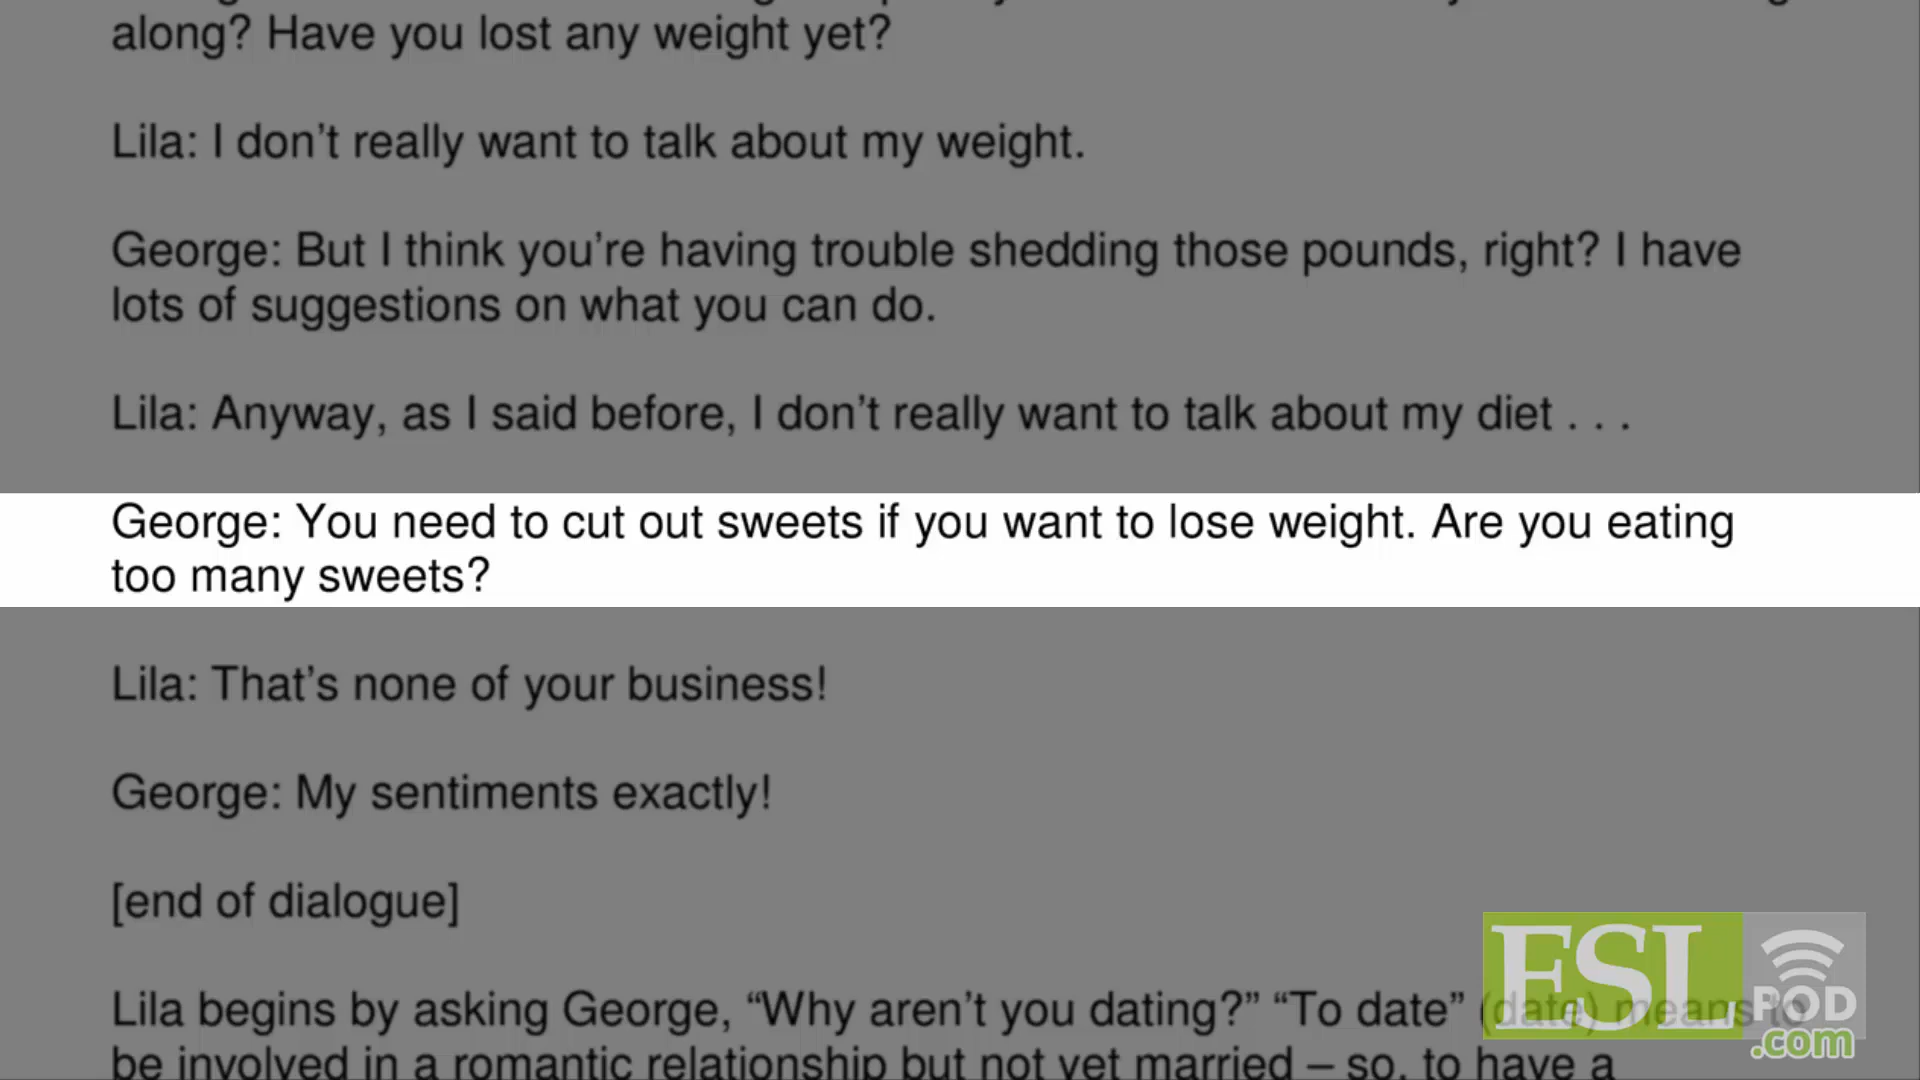 along? Have you lost any weight yet?
Lila: I don’t really want to talk about my weight.
George: But I think you’re having trouble shedding those pounds, right? I have
lots of suggestions on what you can do.
Lila: Anyway, as I said before, I don’t really want to talk about my diet . . .
George: You need to cut out sweets if you want to lose weight. Are you eating
too many sweets?
Lila: That’s none of your business!
George: My sentiments exactly!
[end of dialogue]
Lila begins by asking George, “Why aren’t you dating?” “To date” (date) means to
be involved in a romantic relationship but not yet married – so, to have a
ESL
POD
.com